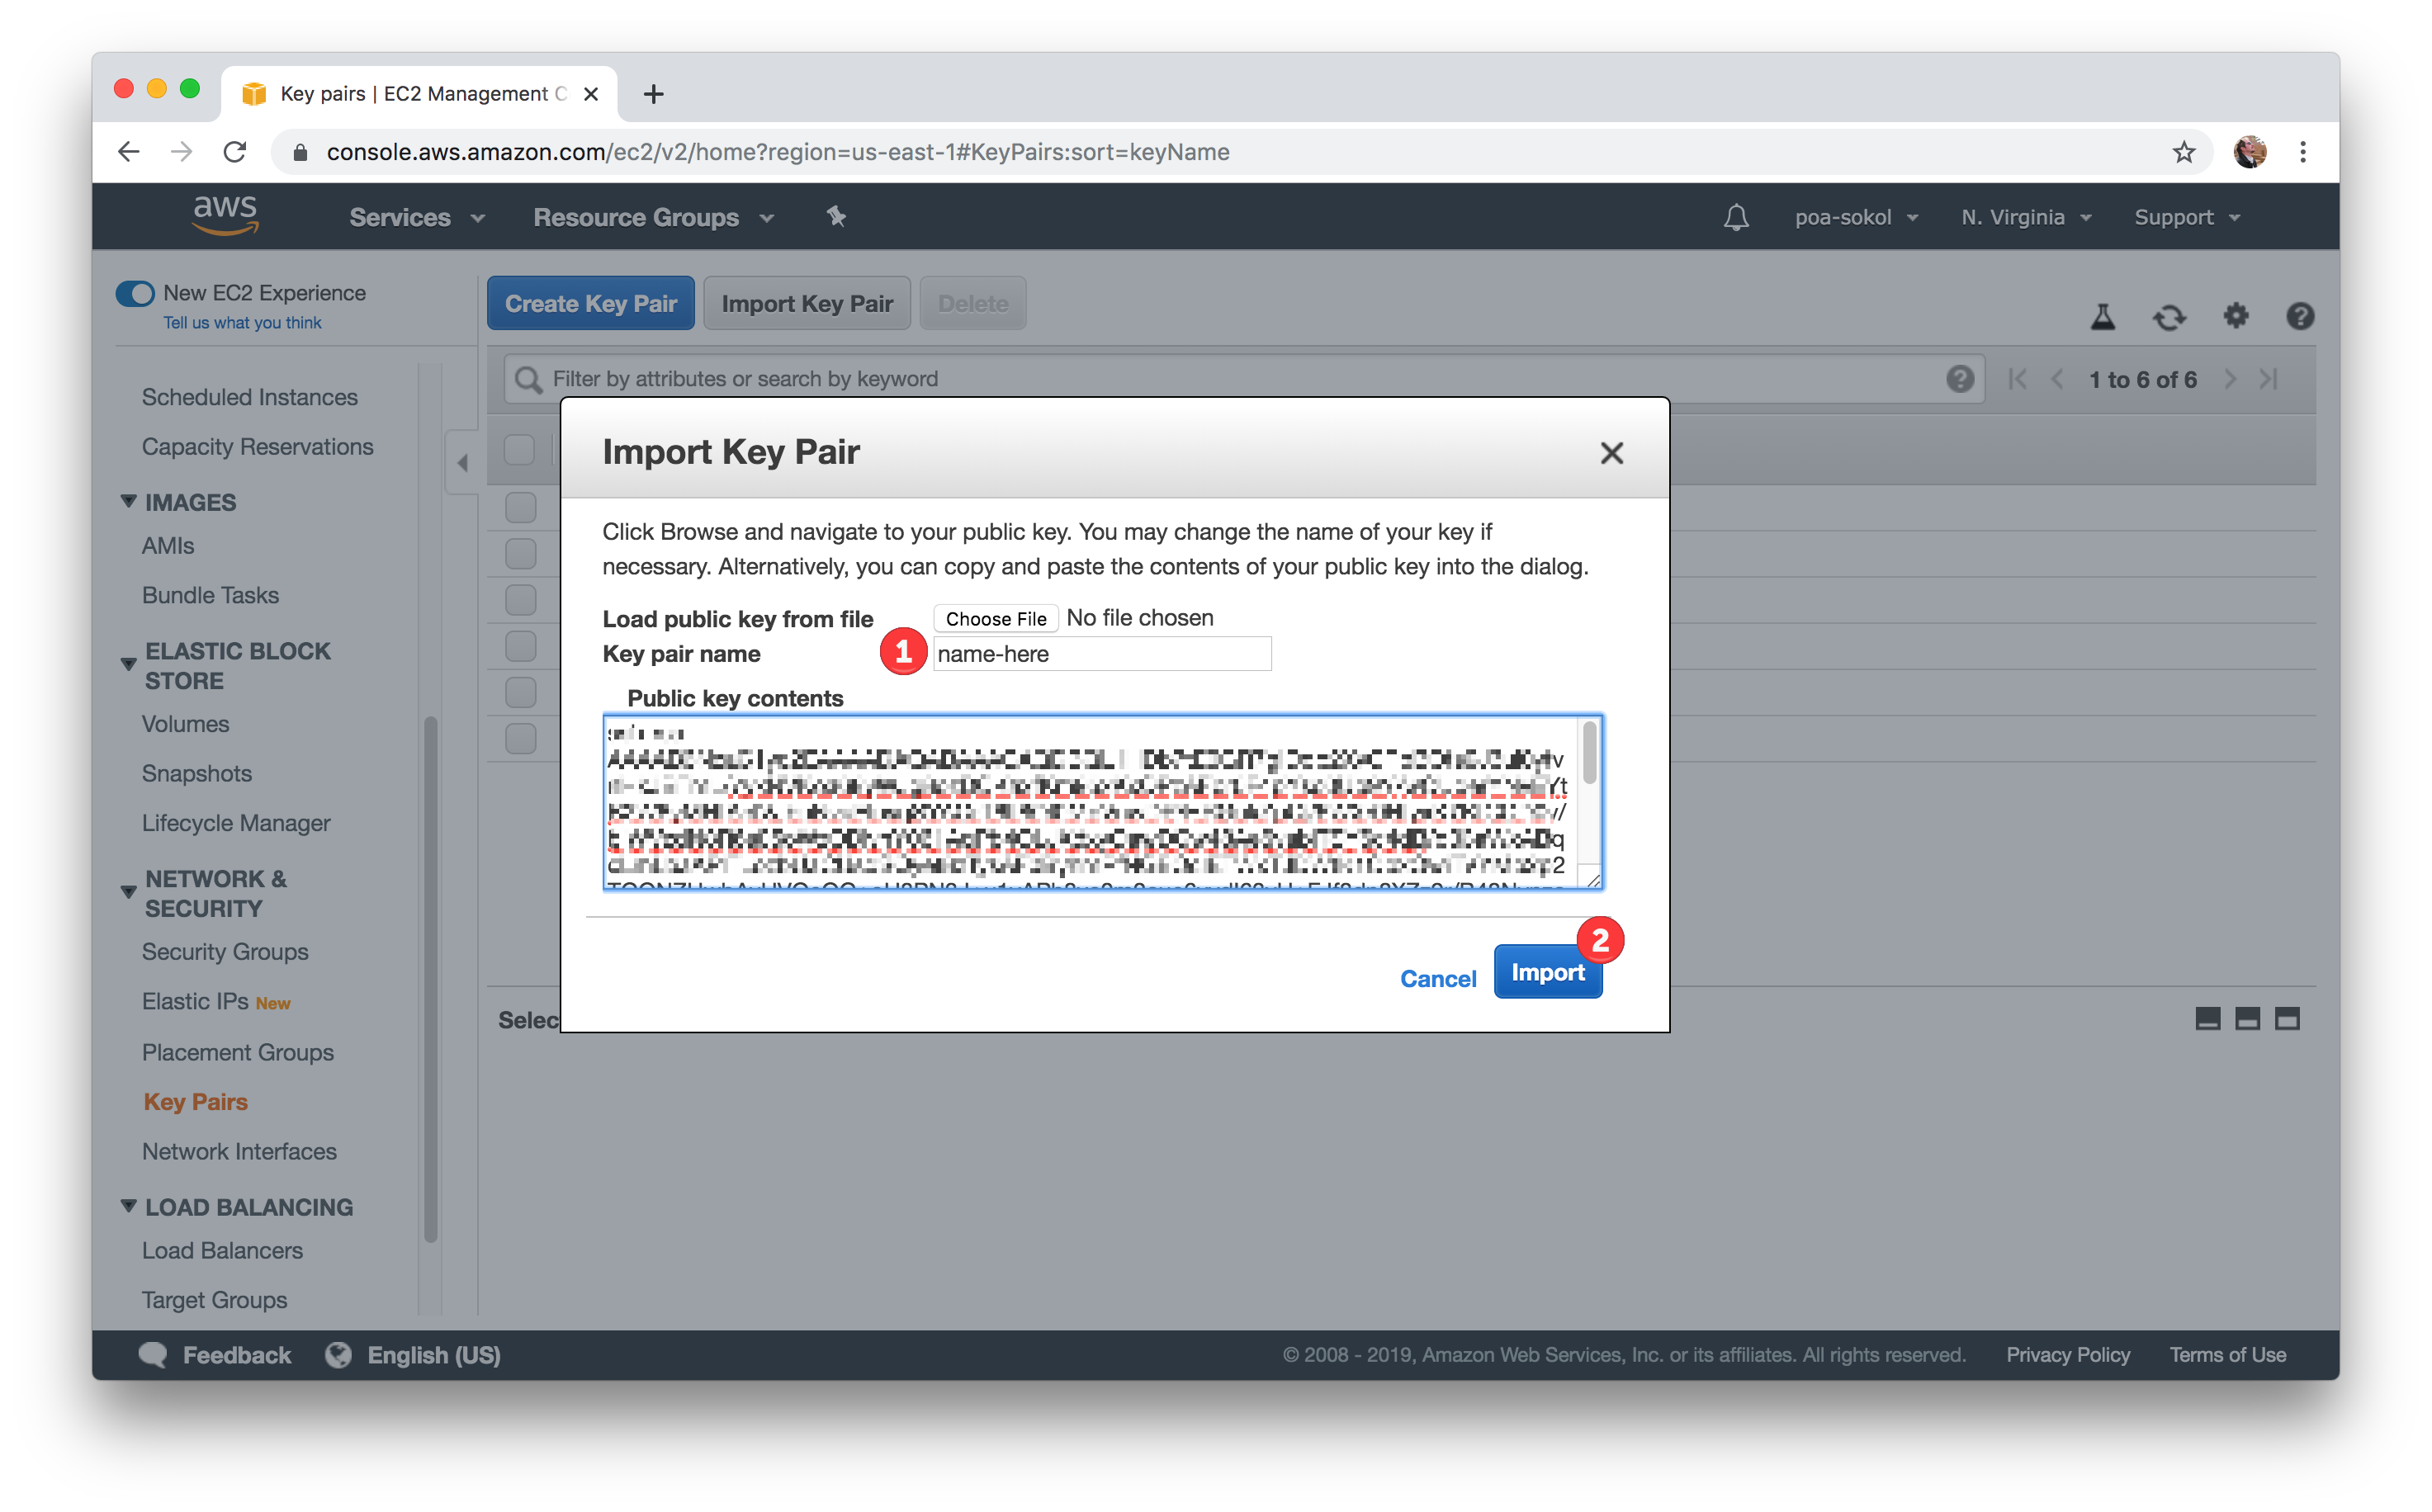 Key pairs | EC2 Management C
console.aws.amazon.com/ec2/v2/home?region=us-east-1#KeyPairs:sort=keyName
aws
Services
Resource Groups
poa-sokol
N. Virginia
Support
New EC2 Experience
Tell us what you think
Create Key Pair
Import Key Pair
Delete
Filter by attributes or search by keyword
1 to 6 of 6
Scheduled Instances
Capacity Reservations
IMAGES
AMIs
Bundle Tasks
ELASTIC BLOCK
STORE
Volumes
Snapshots
Lifecycle Manager
NETWORK &
SECURITY
Security Groups
Elastic IPs New
Placement Groups
Key Pairs
Network Interfaces
LOAD BALANCING
Load Balancers
Target Groups
Import Key Pair
Click Browse and navigate to your public key. You may change the name of your key if
necessary. Alternatively, you can copy and paste the contents of your public key into the dialog.
Load public key from file
Choose File No file chosen
Key pair name
1
name-here
Public key contents
Cancel
Import
2
Selec
Feedback
English (US)
© 2008 - 2019, Amazon Web Services, Inc. or its affiliates. All rights reserved.
Privacy Policy
Terms of Use